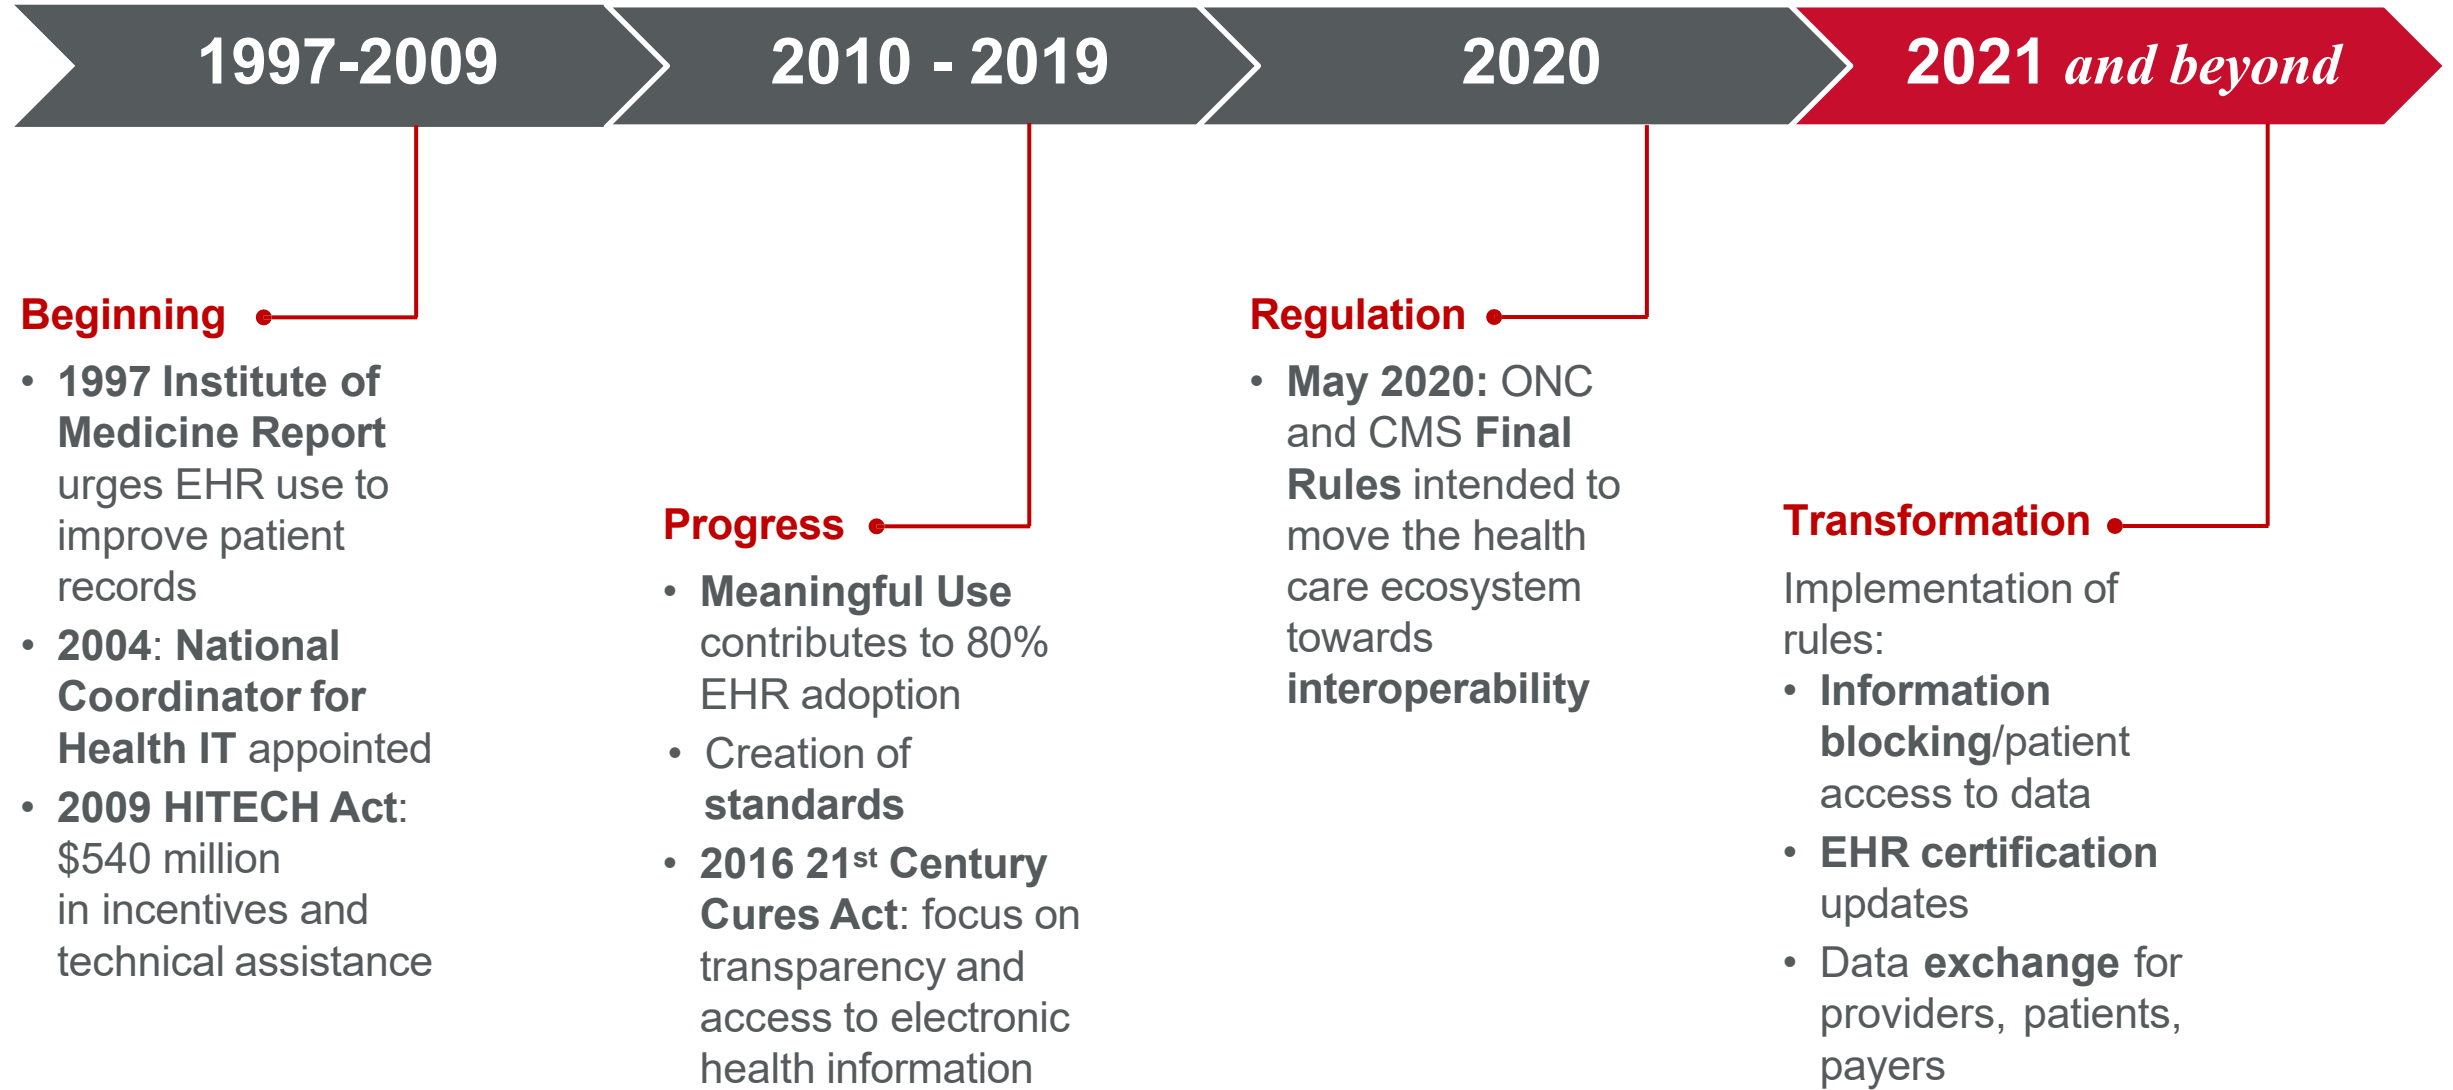 1997-2009
2010 - 2019
2020
2021 and beyond
Beginning
• 1997 Institute of
Medicine Report
urges EHR use to
improve patient
records
• 2004: National
Coordinator for
Health IT appointed
• 2009 HITECH Act:
$540 million
in incentives and
technical assistance
Progress
• Meaningful Use
contributes to 80%
EHR adoption
• Creation of
standards
• 2016 21st Century
Cures Act: focus on
transparency and
access to electronic
health information
Regulation
• May 2020: ONC
and CMS Final
Rules intended to
move the health
care ecosystem
towards
interoperability
Transformation
Implementation of
rules:
• Information
blocking/patient
access to data
• EHR certification
updates
• Data exchange for
providers, patients,
payers